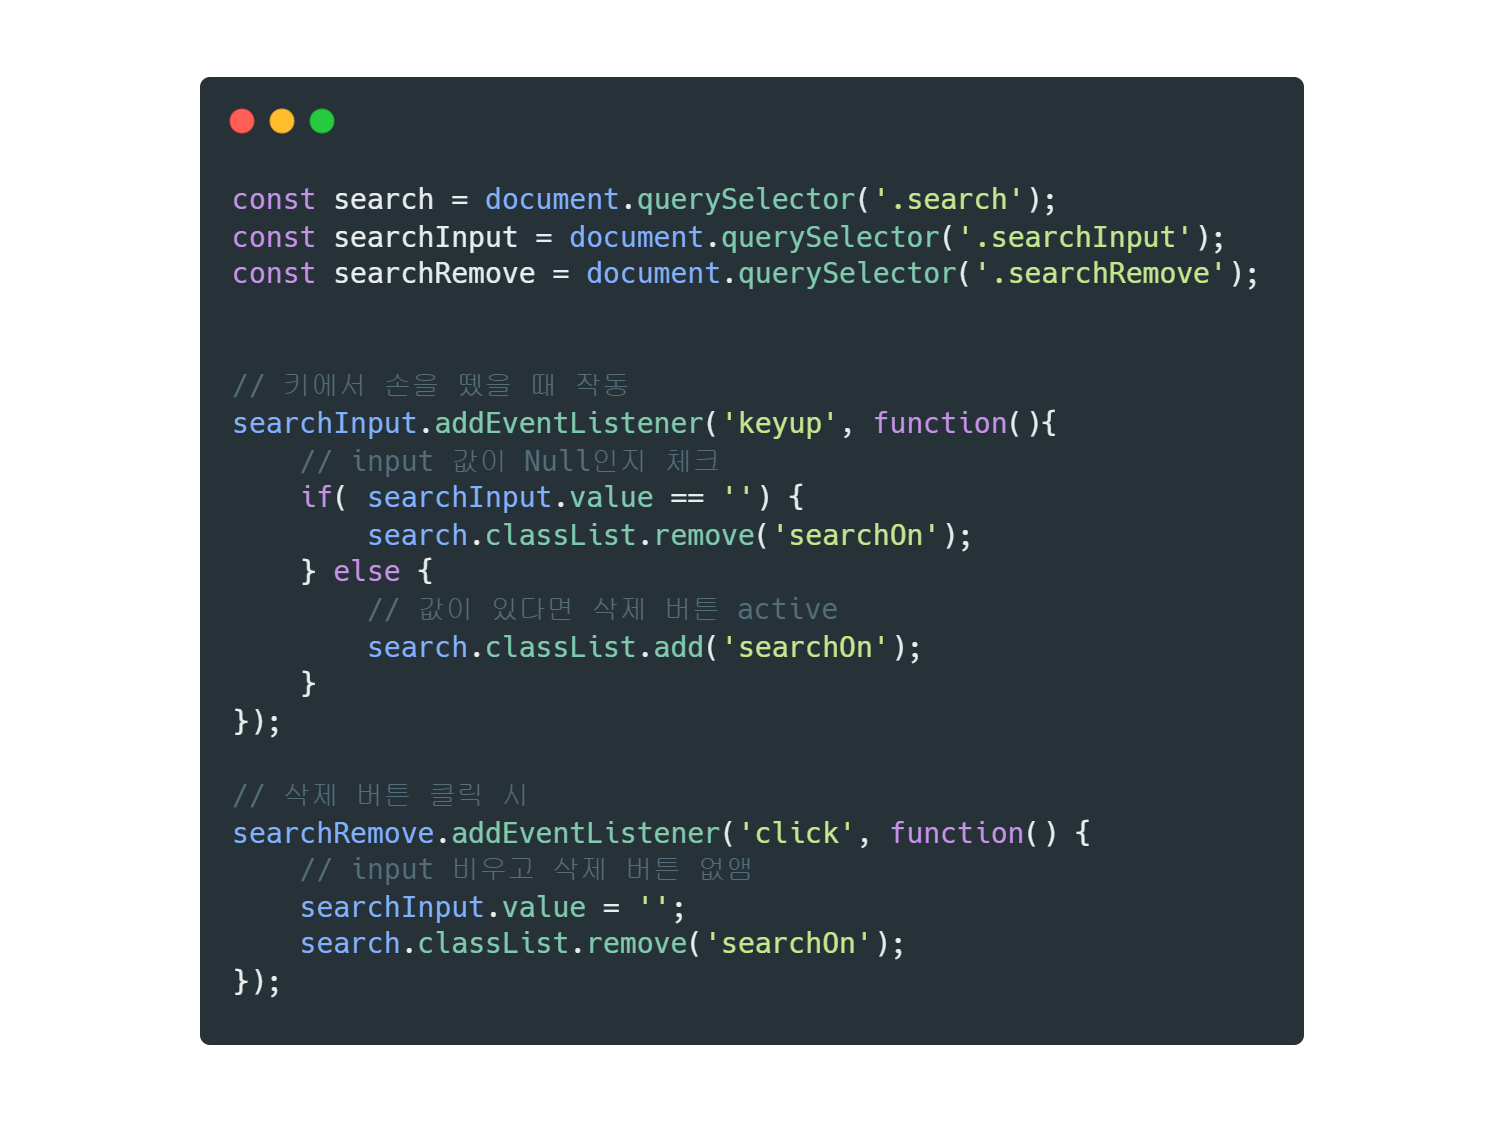 const search = document.querySelector('.search');
const searchInput = document.querySelector('.searchInput');
const searchRemove = document.querySelector('.searchRemove');
// 키에서 손을 뗐을 때 작동
searchInput.addEventListener('keyup', function(){
    // input 값이 Null인지 체크
    if( searchInput.value == '') {
        search.classList.remove('searchOn');
    } else {
        // 값이 있다면 삭제 버튼 active
        search.classList.add('searchOn');
    }
});
// 삭제 버튼 클릭 시
searchRemove.addEventListener('click', function() {
    // input 비우고 삭제 버튼 없앰
    searchInput.value = '';
    search.classList.remove('searchOn');
});